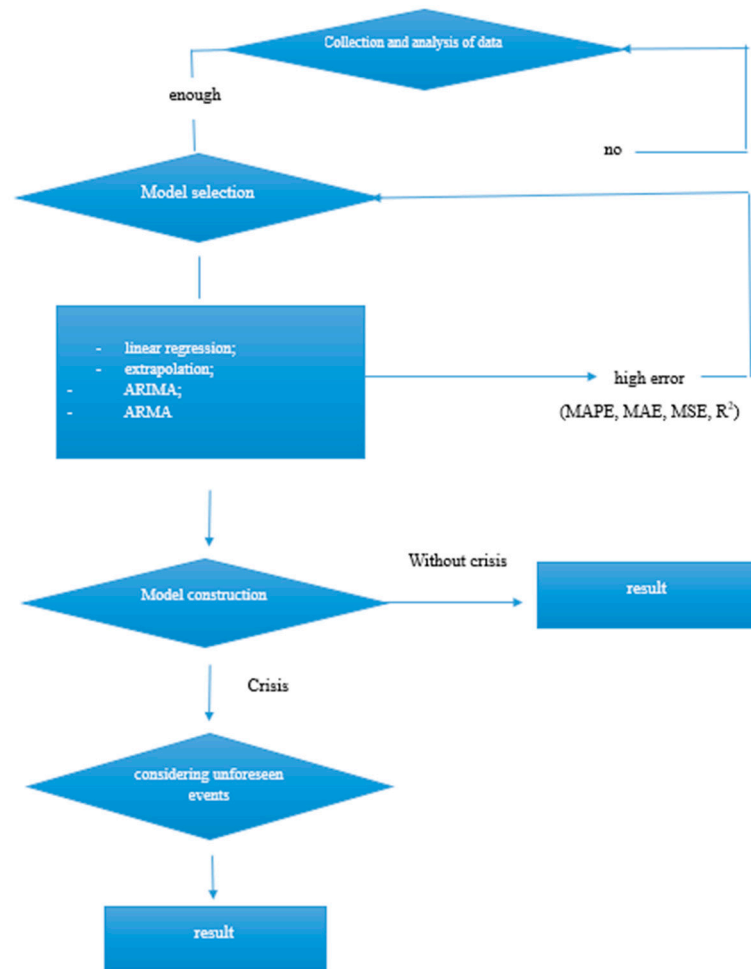 Collection and analysis of data
enough
no
Model selection
- linear regression;
- extrapolation;
- ARIMA;
- ARMA
high error
(MAPE, MAE, MSE, R²)
Without crisis
Model construction
result
Crisis
considering unforeseen
events
result